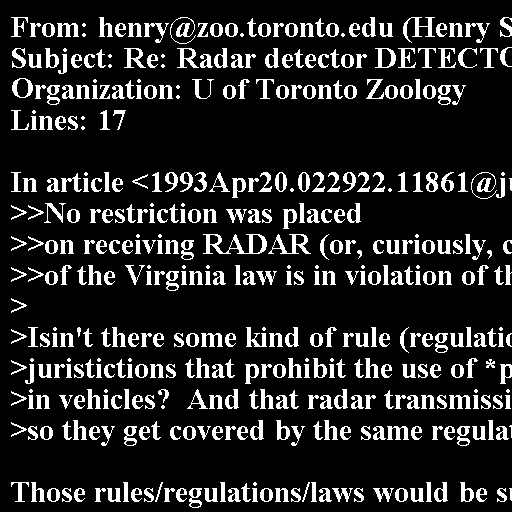 From: henry@zoo.toronto.edu (Henry S
Subject: Re: Radar detector DETECTO
Organization: U of Toronto Zoology
Lines: 17

In article <1993Apr20.022922.11861@ju
>>No restriction was placed
>>on receiving RADAR (or, curiously, c
>>of the Virginia law is in violation of th
>
>Isin't there some kind of rule (regulatio
>juristictions that prohibit the use of *p
>in vehicles?  And that radar transmissi
>so they get covered by the same regulat

Those rules/regulations/laws would be su